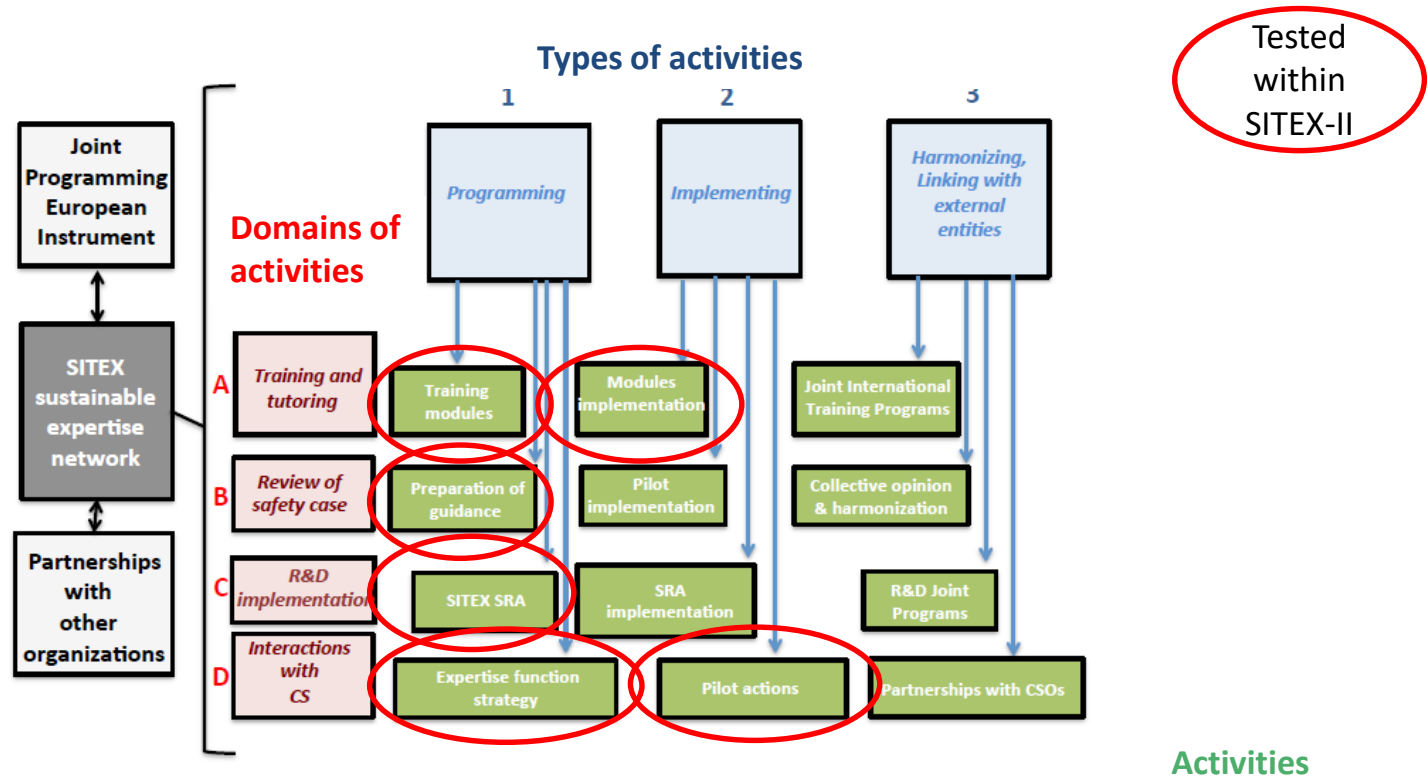 Types of activities
Tested
within
SITEX-II
1
2
3
Joint
Programming
European
Instrument
Programming
Implementing
Harmonizing,
Linking with
external
entities
Domains of
activities
SITEX
sustainable
expertise
network
A
Training and
tutoring
Training
modules
Modules
implementation
Joint International
Training Programs
B
Review of
safety case
Preparation of
guidance
Pilot
implementation
Collective opinion
& harmonization
Partnerships
with
other
organizations
C
R&D
implementation
SITEX SRA
SRA
implementation
R&D Joint
Programs
D
Interactions
with
CS
Expertise function
strategy
Pilot actions
Partnerships with CSOs
Activities